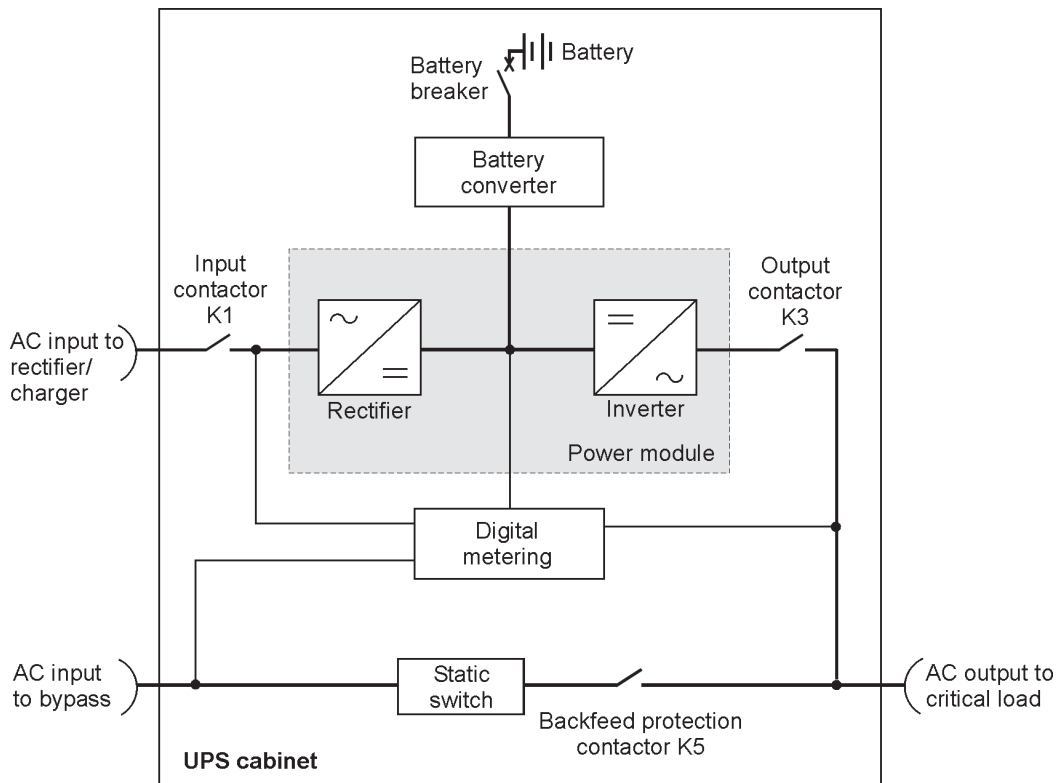 Battery
breaker
Battery
Battery
converter
Input
contactor
K1
Output
contactor
K3
AC input to
rectifier/
charger
Rectifier
Inverter
Power module
Digital
metering
AC input
to bypass
Static
switch
Backfeed protection
contactor K5
AC output to
critical load
UPS cabinet